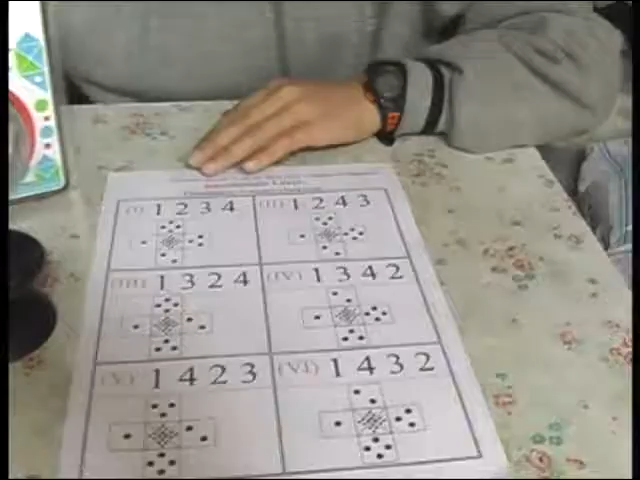 (I) 1 2 3 4
(II) 1 2 4 3
(III) 1 3 2 4
(IV) 1 3 4 2
(V) 1 4 2 3
(VI) 1 4 3 2